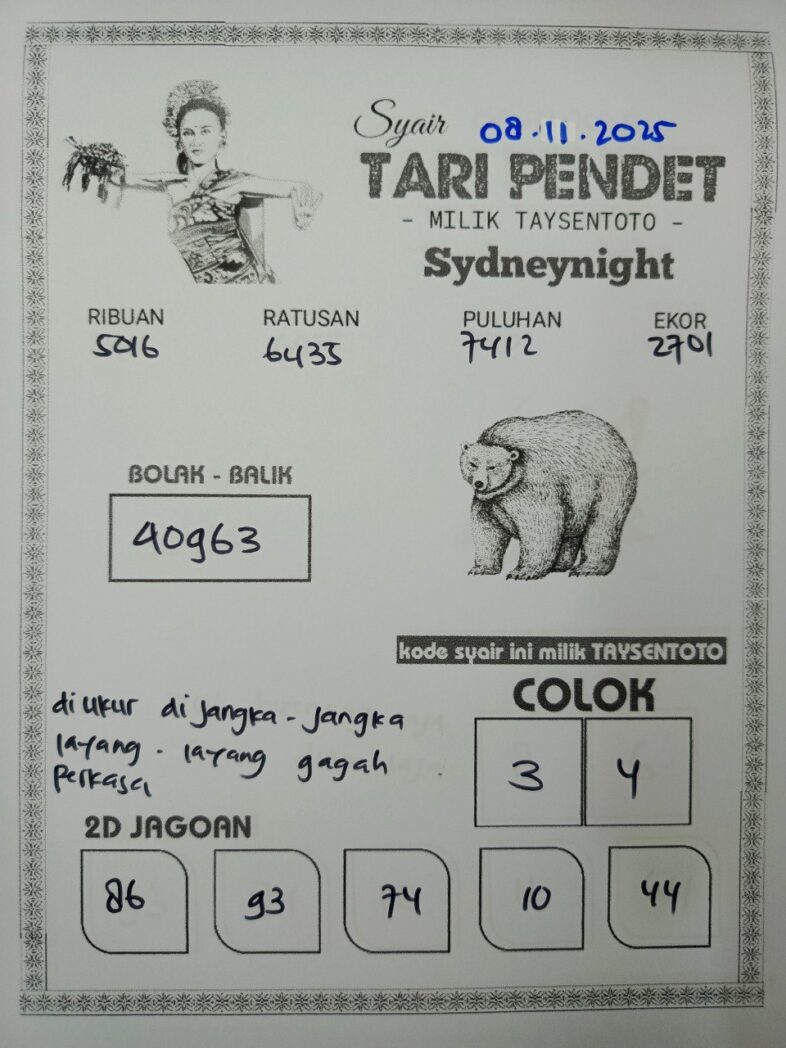 Syair 08.11.2025
TARI PENDET
- MILIK TAYSENTOTO -
Sydneynight
RIBUAN RATUSAN PULUHAN EKOR
5016 6435 7412 2701
BOLAK - BALIK
40963
kode syair ini milik TAYSENTOTO
COLOK
3 4
di ukur di jangka - jangka
layang - layang gagah
perkasa
2D JAGOAN
86 93 74 10 44